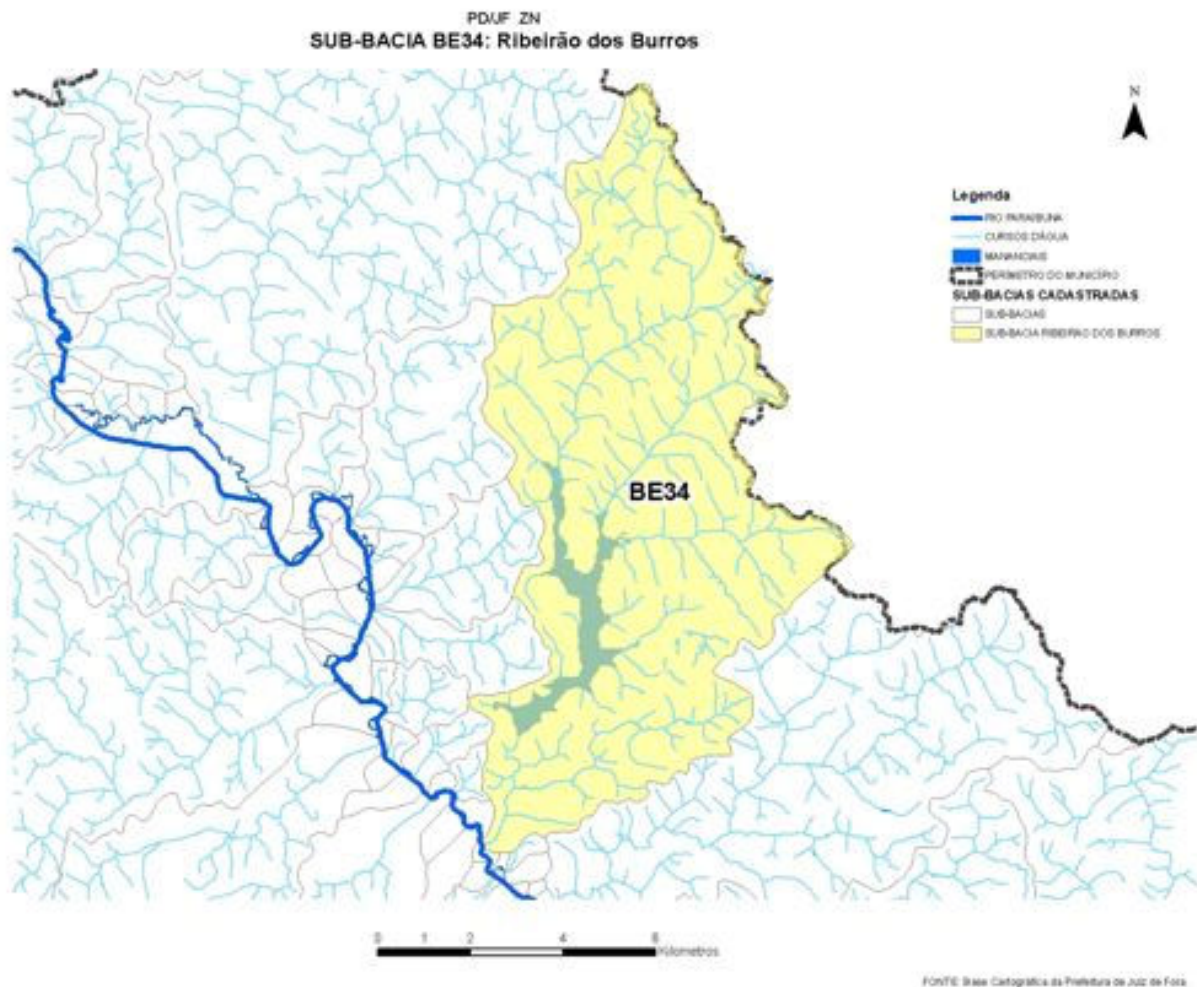 PD/JF ZN
SUB-BACIA BE34: Ribeirão dos Burros
N
Legenda
RIO PARAIBUNA
CURSOS D'ÁGUA
MANANCIAIS
PERÍMETRO DO MUNICÍPIO
SUB-BACIAS CADASTRADAS
SUB-BACIAS
SUB-BACIA RIBEIRÃO DOS BURROS
BE34
0 1 2 4 6
Kilometros
FONTE: Base Cartográfica da Prefeitura de Juiz de Fora